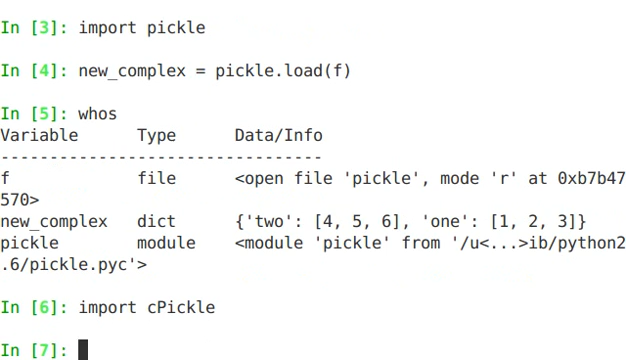 In [3]: import pickle
In [4]: new_complex = pickle.load(f)
In [5]: whos
Variable Type Data/Info
---------------------------------
f file <open file 'pickle', mode 'r' at 0xb7b47
570>
new_complex dict {'two': [4, 5, 6], 'one': [1, 2, 3]}
pickle module <module 'pickle' from '/u<...>ib/python2
.6/pickle.pyc'>
In [6]: import cPickle
In [7]: